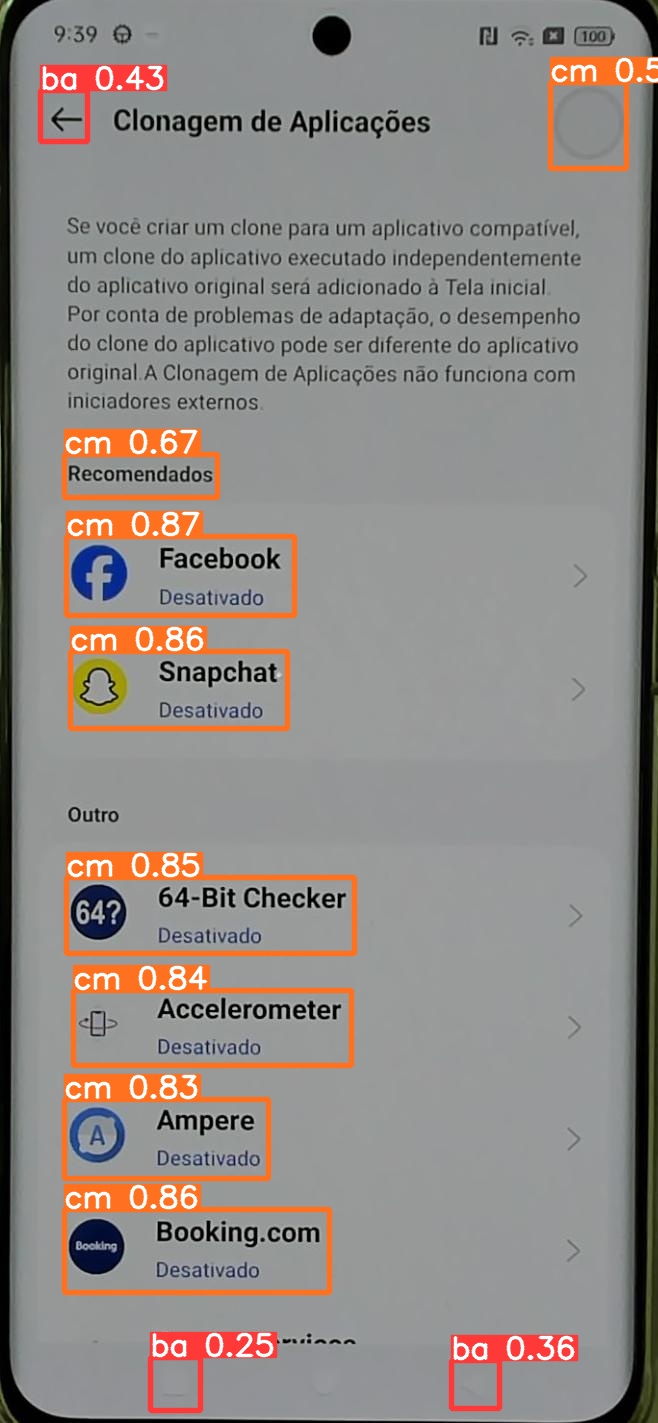 9:39
100
ba 0.43
cm 0.5
Clonagem de Aplicações
Se você criar um clone para um aplicativo compatível,
um clone do aplicativo executado independentemente
do aplicativo original será adicionado à Tela inicial.
Por conta de problemas de adaptação, o desempenho
do clone do aplicativo pode ser diferente do aplicativo
original.A Clonagem de Aplicações não funciona com
iniciadores externos.
cm 0.67
Recomendados
cm 0.87
Facebook
Desativado
cm 0.86
Snapchat
Desativado
Outro
cm 0.85
64?
64-Bit Checker
Desativado
cm 0.84
Accelerometer
Desativado
cm 0.83
A
Ampere
Desativado
cm 0.86
Booking
Booking.com
Desativado
ba 0.25
ba 0.36